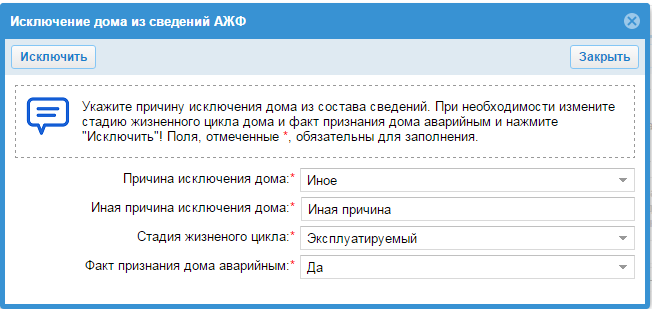 Исключение дома из сведений АЖФ
Исключить
Закрыть
Укажите причину исключения дома из состава сведений. При необходимости измените
стадию жизненного цикла дома и факт признания дома аварийным и нажмите
"Исключить"! Поля, отмеченные *, обязательны для заполнения.
Причина исключения дома:* Иное
Иная причина исключения дома:* Иная причина
Стадия жизненого цикла:* Эксплуатируемый
Факт признания дома аварийным:* Да